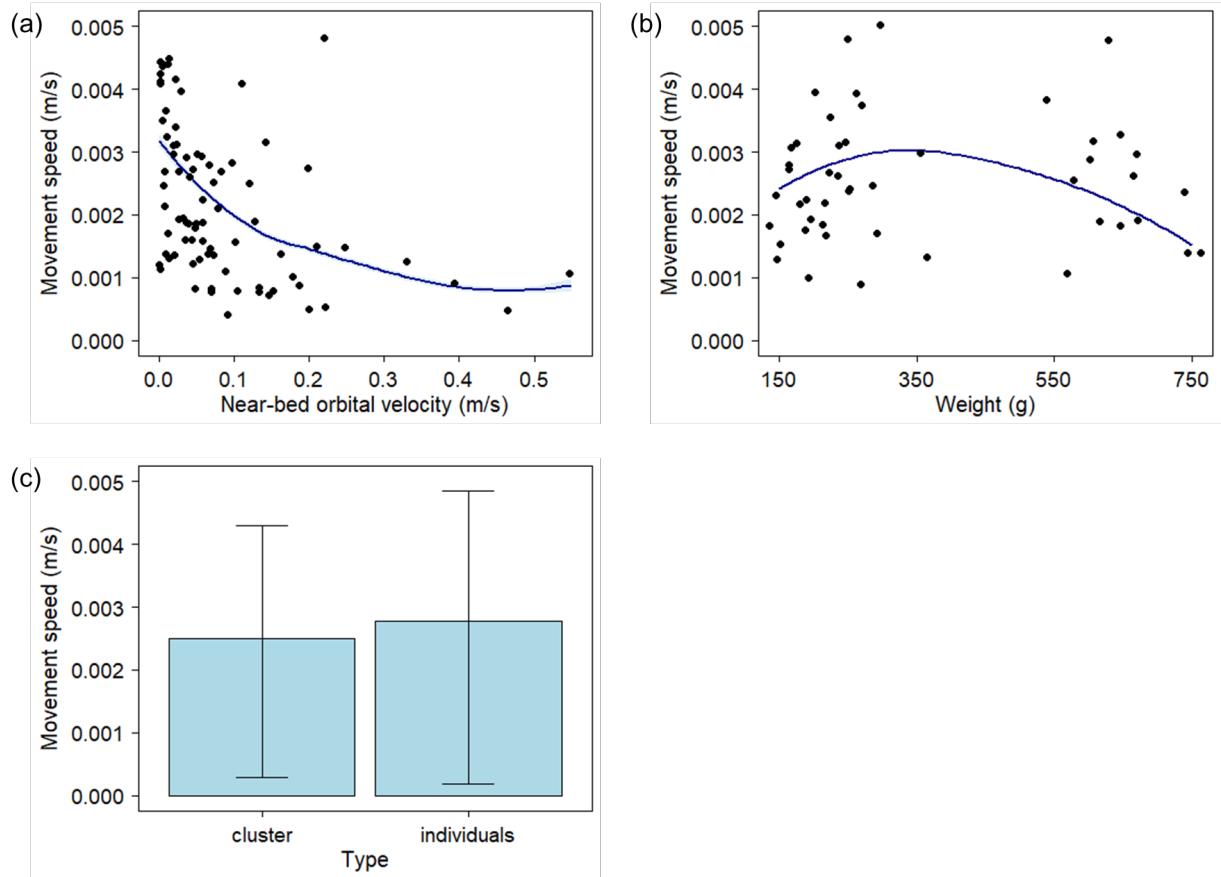 (a)
Movement speed (m/s)
0.005
0.004
0.003
0.002
0.001
0.000
0.0 0.1 0.2 0.3 0.4 0.5
Near-bed orbital velocity (m/s)
(b)
Movement speed (m/s)
0.005
0.004
0.003
0.002
0.001
0.000
150 350 550 750
Weight (g)
(c)
Movement speed (m/s)
0.005
0.004
0.003
0.002
0.001
0.000
cluster individuals
Type